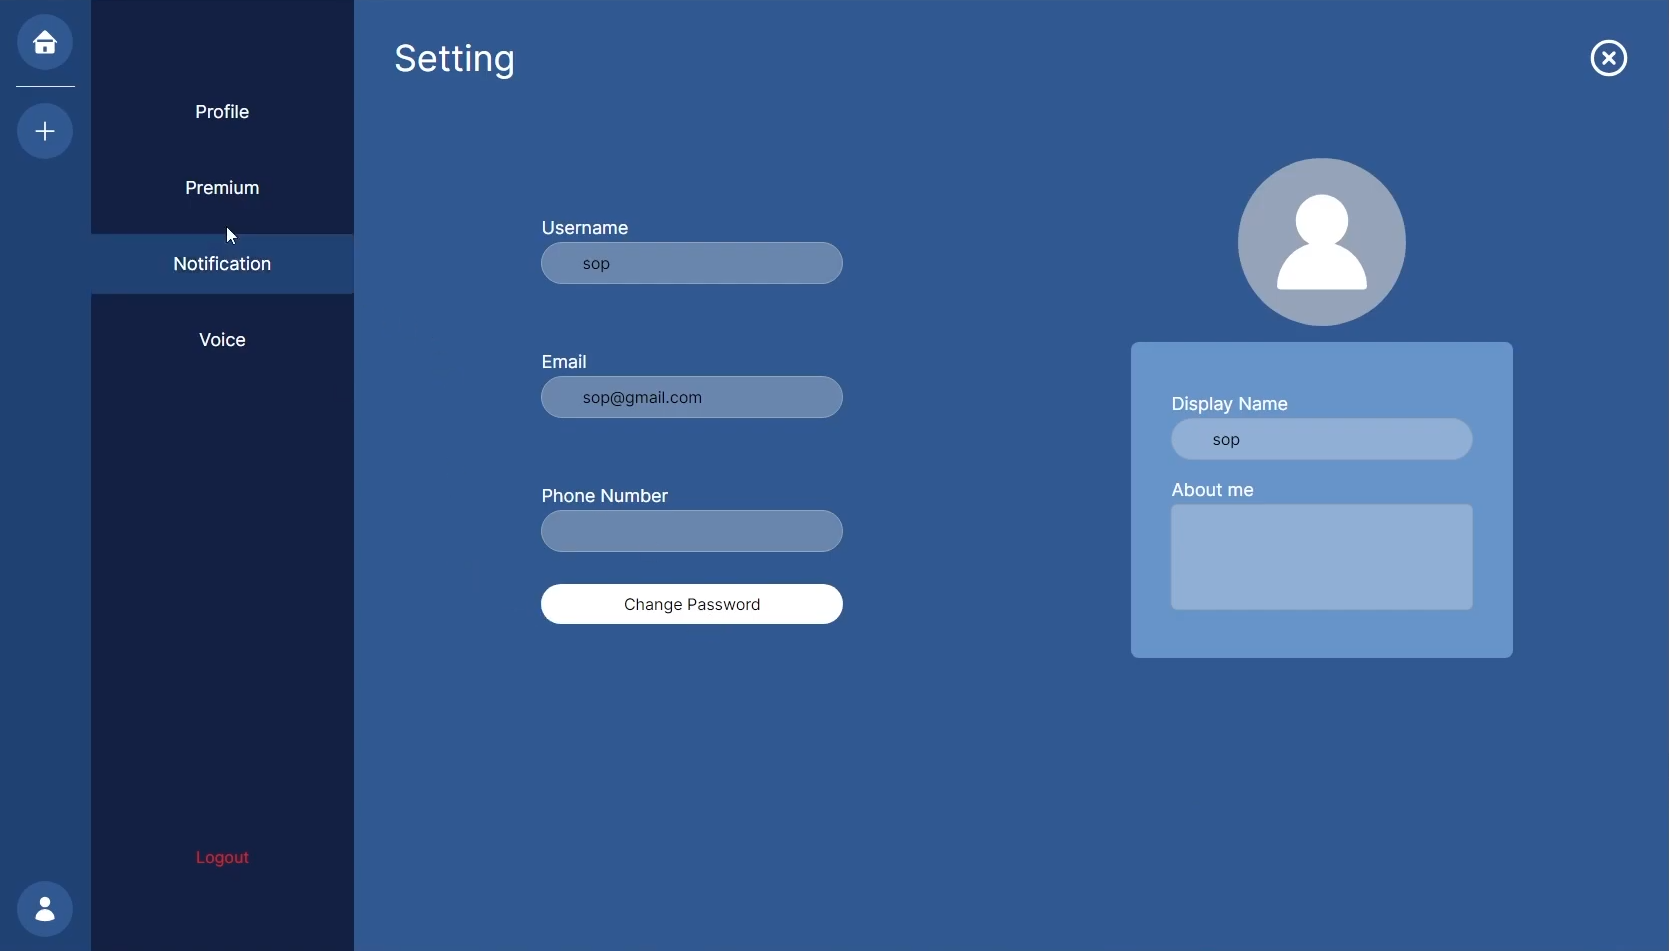 Setting
Profile
Premium
Notification
Voice
Logout
Username
sop
Email
sop@gmail.com
Phone Number
Change Password
Display Name
sop
About me